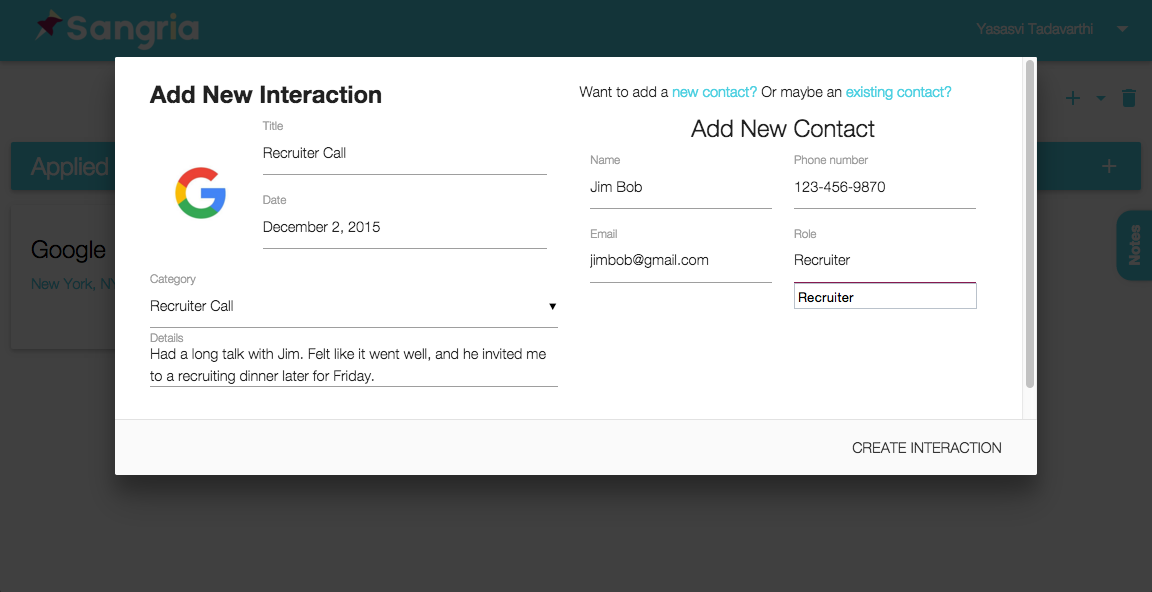 Sangria
Yasasvi Tadavarthi
Applied
Google
New York, NY
Notes
Add New Interaction
Title
Recruiter Call
Date
December 2, 2015
Category
Recruiter Call
Details
Had a long talk with Jim. Felt like it went well, and he invited me
to a recruiting dinner later for Friday.
Want to add a new contact? Or maybe an existing contact?
Add New Contact
Name
Jim Bob
Phone number
123-456-9870
Email
jimbob@gmail.com
Role
Recruiter
Recruiter
CREATE INTERACTION